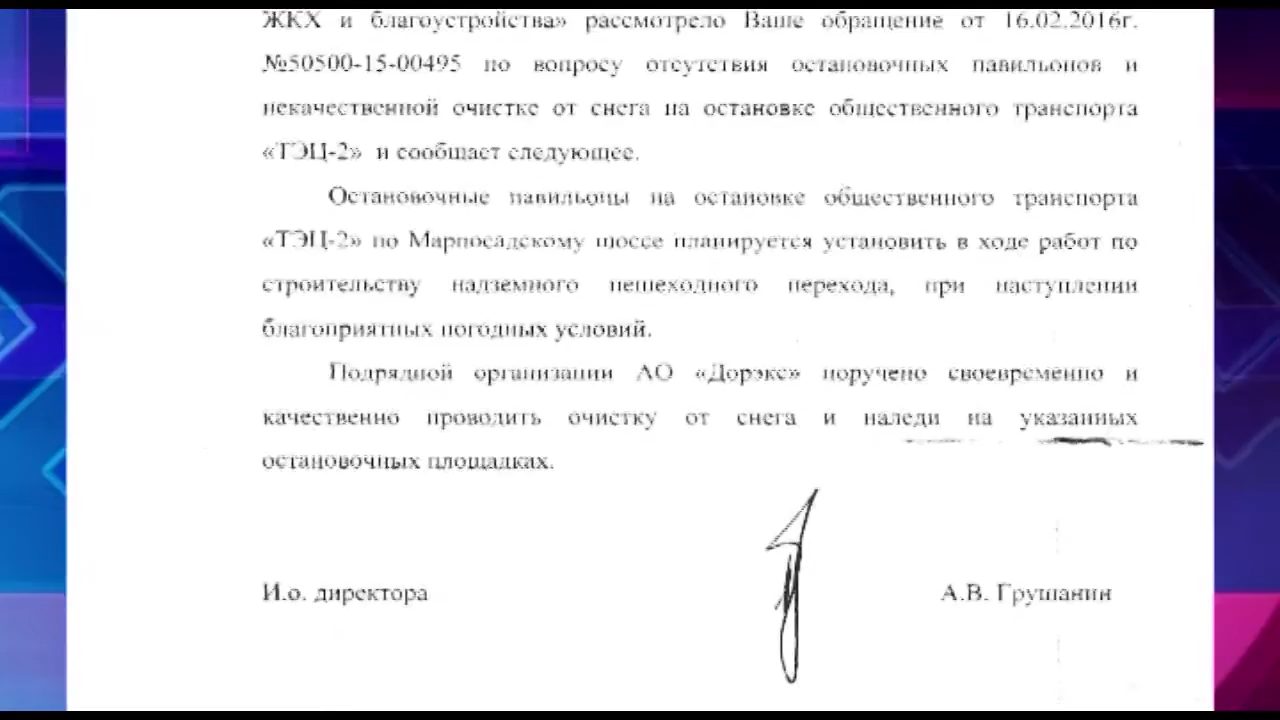 ЖКХ и благоустройства» рассмотрело Ваше обращение от 16.02.2016г.
№50500-15-00495 по вопросу отсутствия остановочных павильонов и
некачественной очистке от снега на остановке общественного транспорта
«ТЭЦ-2» и сообщает следующее.
Остановочные павильоны на остановке общественного транспорта
«ТЭЦ-2» по Марпосадскому шоссе планируется установить в ходе работ по
строительству надземного пешеходного перехода, при наступлении
благоприятных погодных условий.
Подрядной организации АО «Дорэкс» поручено своевременно и
качественно проводить очистку от снега и наледи на указанных
остановочных площадках.
И.о. директора А.В. Грушанин